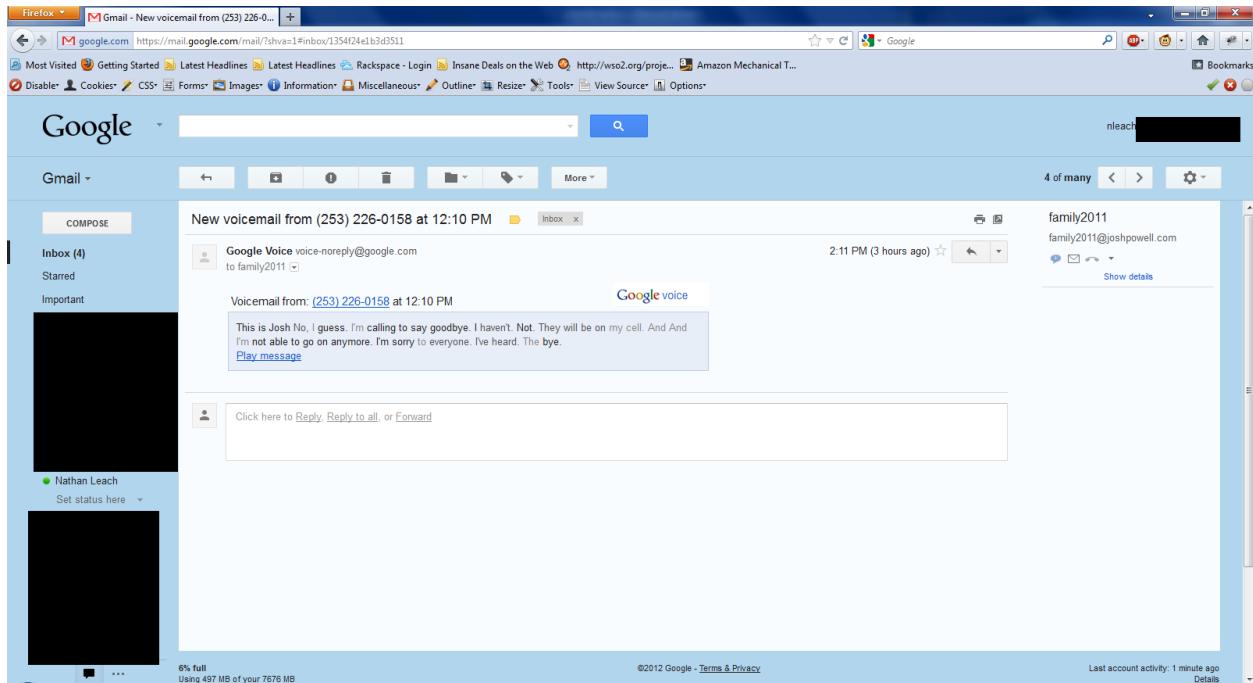 Firefox
Gmail - New voicemail from (253) 226-0...
google.com https://mail.google.com/mail/?shva=1#inbox/1354f24e1b3d3511
Google
Most Visited Getting Started Latest Headlines Latest Headlines Rackspace - Login Insane Deals on the Web http://wso2.org/proje... Amazon Mechanical T...
Bookmarks
Disable Cookies CSS Forms Images Information Miscellaneous Outline Resize Tools View Source Options
Google
nleach
Gmail
More
4 of many
COMPOSE
New voicemail from (253) 226-0158 at 12:10 PM
Inbox x
family2011
family2011@joshpowell.com
Show details
Inbox (4)
Starred
Important
Google Voice voice-noreply@google.com
2:11 PM (3 hours ago)
to family2011
Voicemail from: (253) 226-0158 at 12:10 PM
Google voice
This is Josh No, I guess. I'm calling to say goodbye. I haven't. Not. They will be on my cell. And And
I'm not able to go on anymore. I'm sorry to everyone. I've heard. The bye.
Play message
Click here to Reply, Reply to all, or Forward
Nathan Leach
Set status here
6% full
Using 497 MB of your 7676 MB
©2012 Google - Terms & Privacy
Last account activity: 1 minute ago
Details